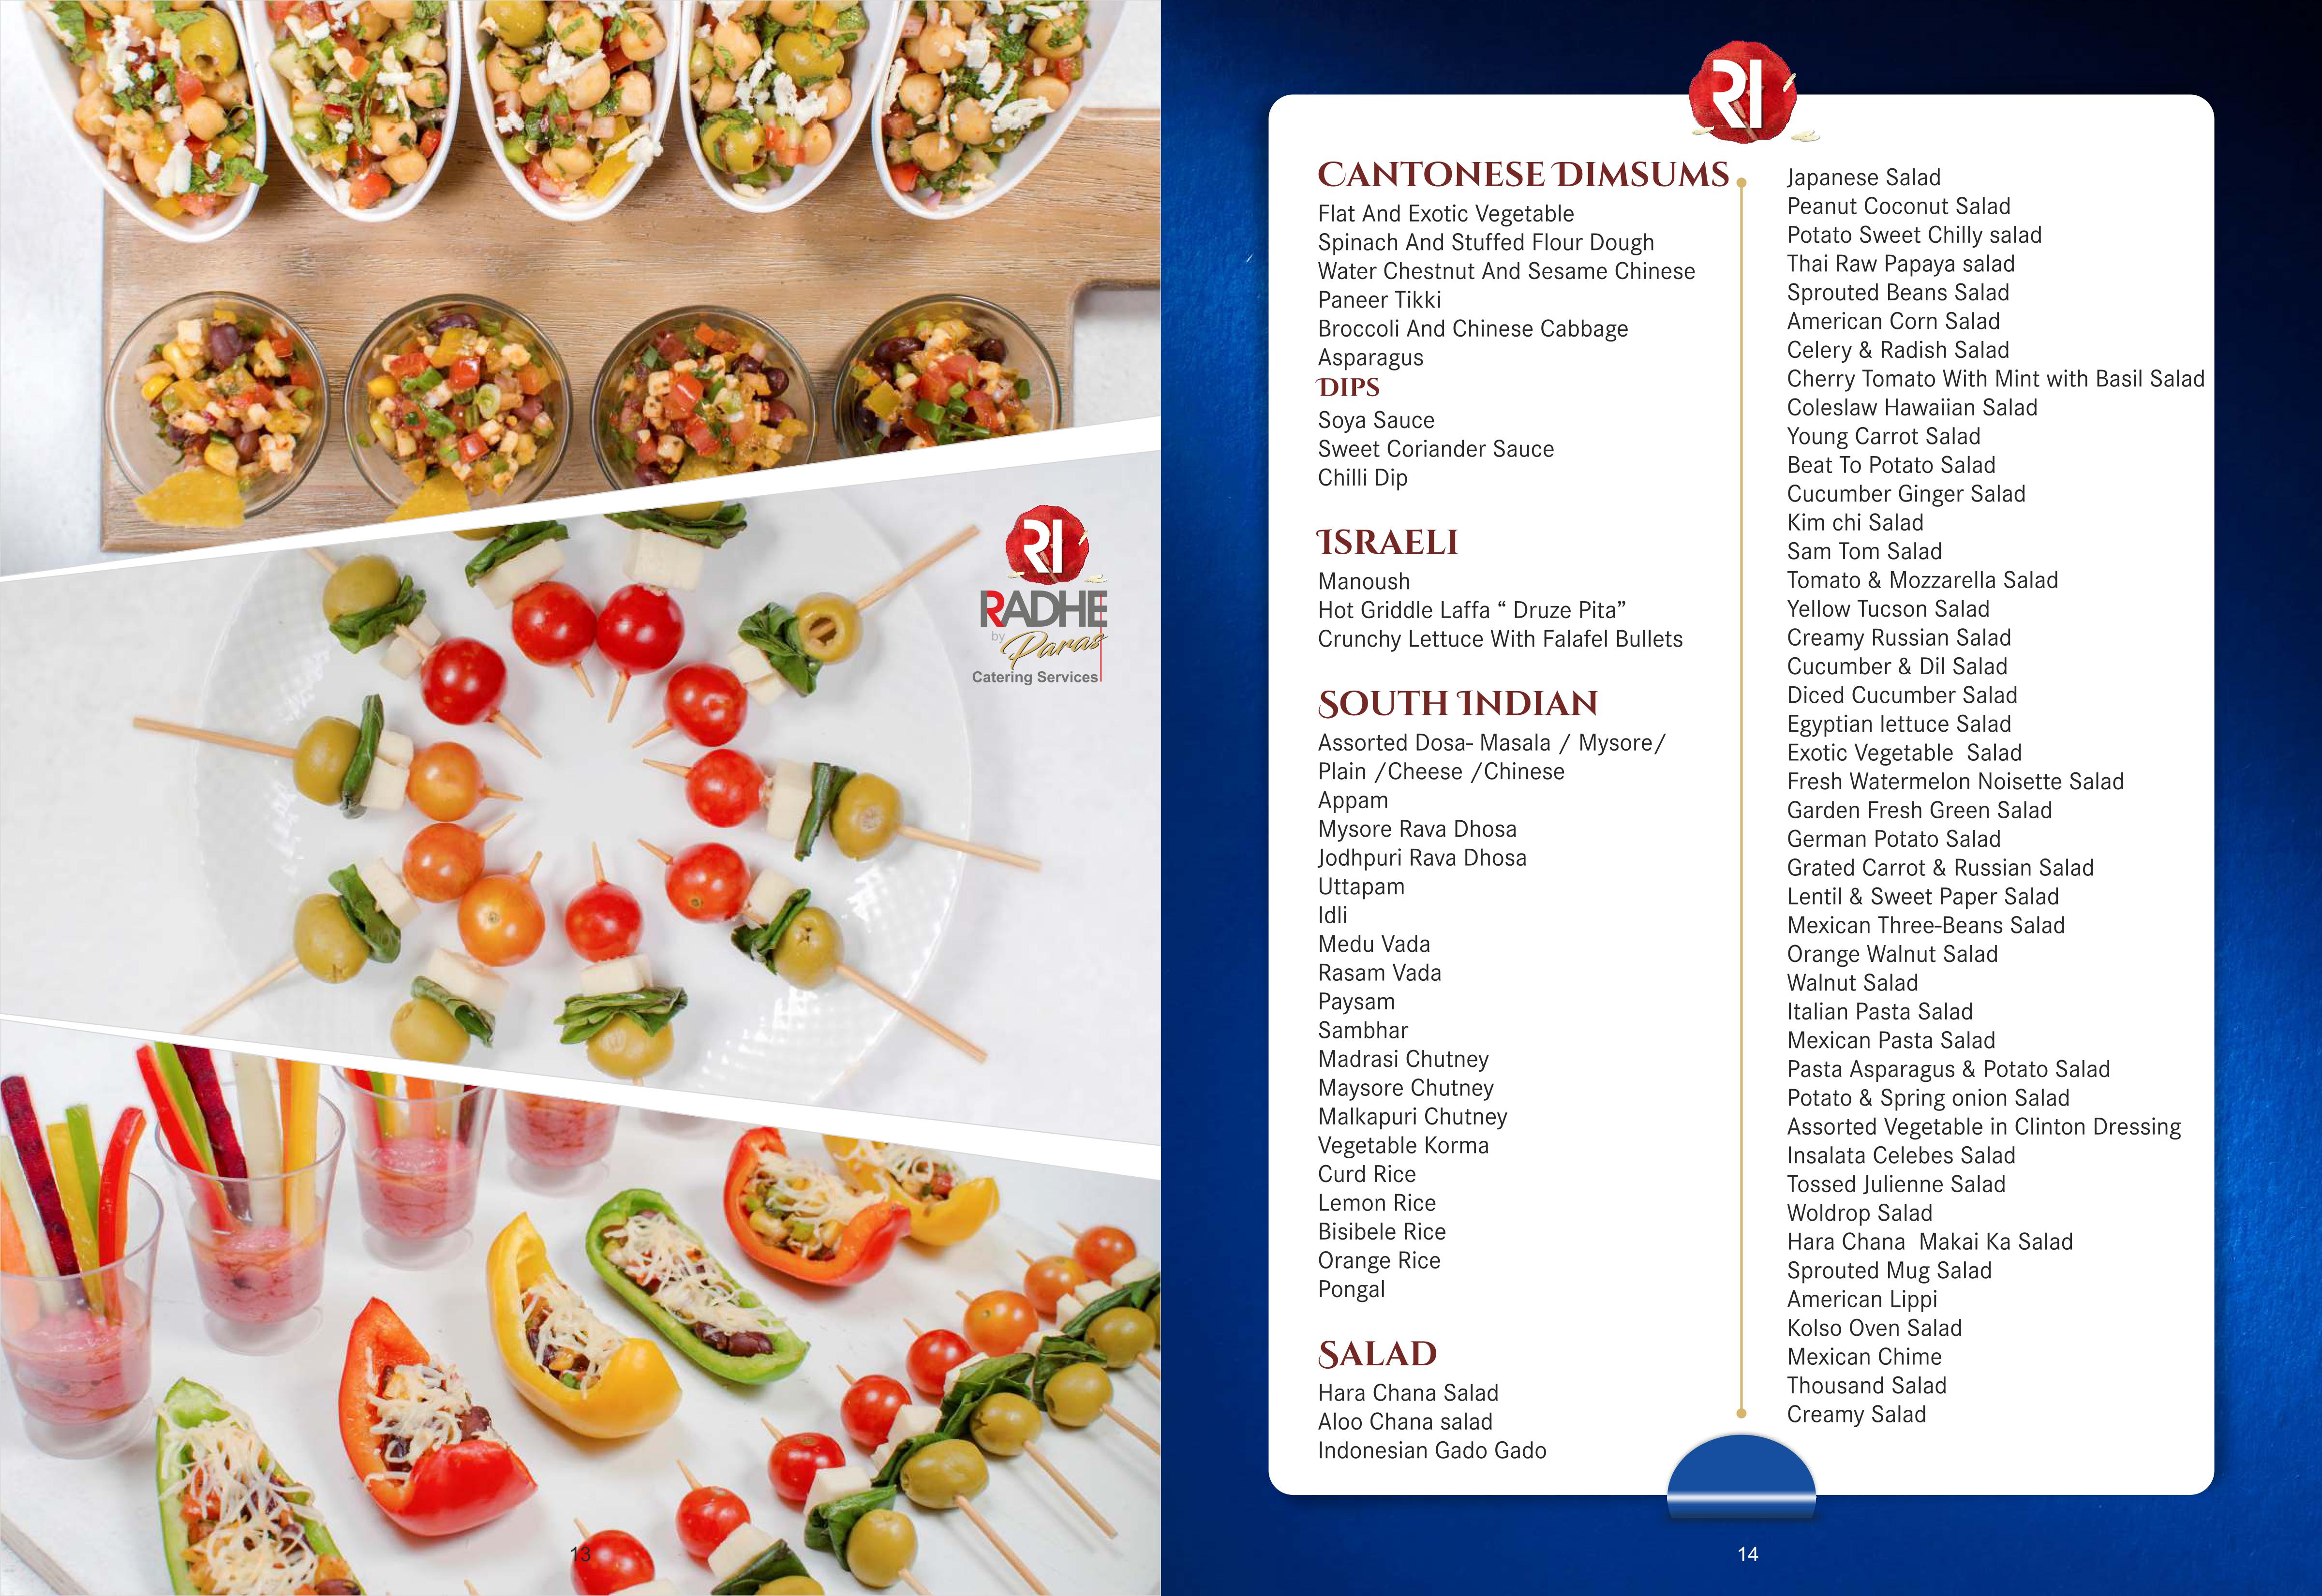 RI
RADHE
by Paras
Catering Services
13
RI
CANTONESE DIMSUMS
Flat And Exotic Vegetable
Spinach And Stuffed Flour Dough
Water Chestnut And Sesame Chinese
Paneer Tikki
Broccoli And Chinese Cabbage
Asparagus
DIPS
Soya Sauce
Sweet Coriander Sauce
Chilli Dip
ISRAELI
Manoush
Hot Griddle Laffa “ Druze Pita”
Crunchy Lettuce With Falafel Bullets
SOUTH INDIAN
Assorted Dosa- Masala / Mysore/
Plain /Cheese /Chinese
Appam
Mysore Rava Dhosa
Jodhpuri Rava Dhosa
Uttapam
Idli
Medu Vada
Rasam Vada
Paysam
Sambhar
Madrasi Chutney
Maysore Chutney
Malkapuri Chutney
Vegetable Korma
Curd Rice
Lemon Rice
Bisibele Rice
Orange Rice
Pongal
SALAD
Hara Chana Salad
Aloo Chana salad
Indonesian Gado Gado
Japanese Salad
Peanut Coconut Salad
Potato Sweet Chilly salad
Thai Raw Papaya salad
Sprouted Beans Salad
American Corn Salad
Celery & Radish Salad
Cherry Tomato With Mint with Basil Salad
Coleslaw Hawaiian Salad
Young Carrot Salad
Beat To Potato Salad
Cucumber Ginger Salad
Kim chi Salad
Sam Tom Salad
Tomato & Mozzarella Salad
Yellow Tucson Salad
Creamy Russian Salad
Cucumber & Dil Salad
Diced Cucumber Salad
Egyptian lettuce Salad
Exotic Vegetable  Salad
Fresh Watermelon Noisette Salad
Garden Fresh Green Salad
German Potato Salad
Grated Carrot & Russian Salad
Lentil & Sweet Paper Salad
Mexican Three-Beans Salad
Orange Walnut Salad
Walnut Salad
Italian Pasta Salad
Mexican Pasta Salad
Pasta Asparagus & Potato Salad
Potato & Spring onion Salad
Assorted Vegetable in Clinton Dressing
Insalata Celebes Salad
Tossed Julienne Salad
Woldrop Salad
Hara Chana  Makai Ka Salad
Sprouted Mug Salad
American Lippi
Kolso Oven Salad
Mexican Chime
Thousand Salad
Creamy Salad
14